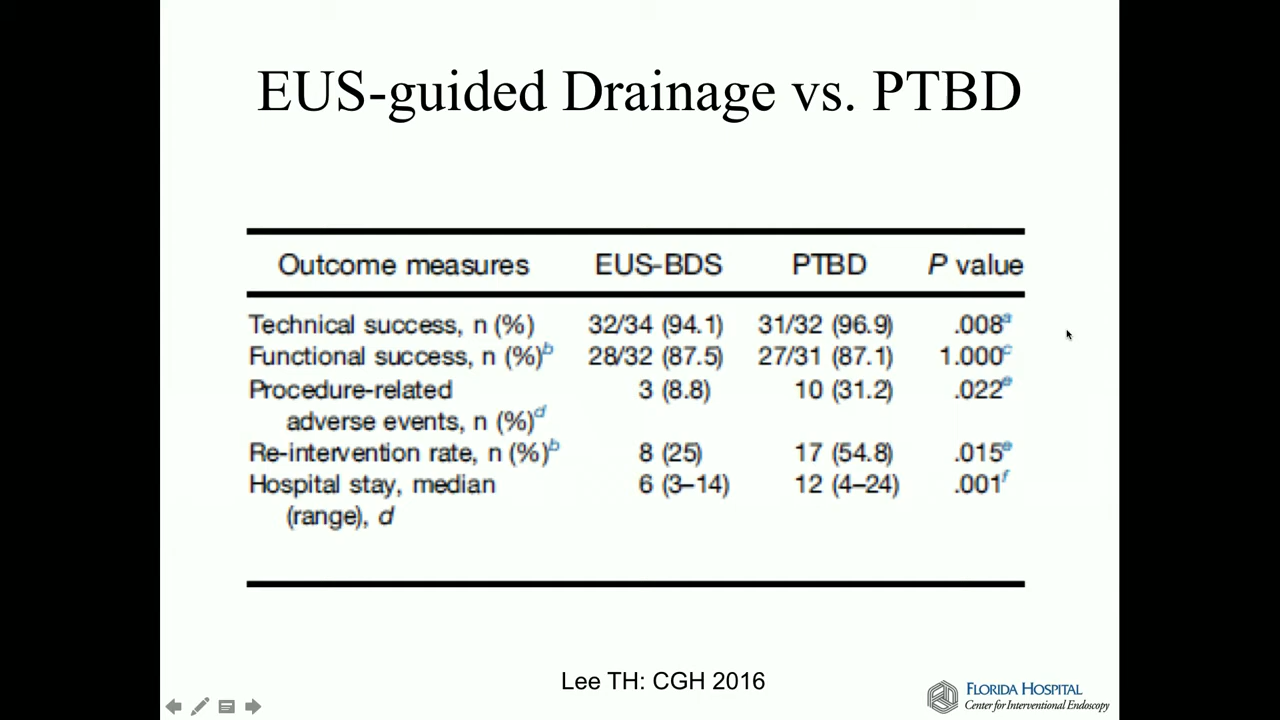 EUS-guided Drainage vs. PTBD
Outcome measures EUS-BDS PTBD P value
Technical success, n (%) 32/34 (94.1) 31/32 (96.9) .008a
Functional success, n (%)b 28/32 (87.5) 27/31 (87.1) 1.000c
Procedure-related 3 (8.8) 10 (31.2) .022e
adverse events, n (%)d
Re-intervention rate, n (%)b 8 (25) 17 (54.8) .015e
Hospital stay, median 6 (3–14) 12 (4–24) .001f
(range), d
Lee TH: CGH 2016
FLORIDA HOSPITAL
Center for Interventional Endoscopy